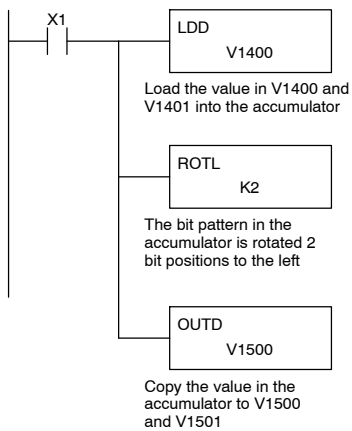 X1
LDD
V1400
Load the value in V1400 and
V1401 into the accumulator
ROTL
K2
The bit pattern in the
accumulator is rotated 2
bit positions to the left
OUTD
V1500
Copy the value in the
accumulator to V1500
and V1501